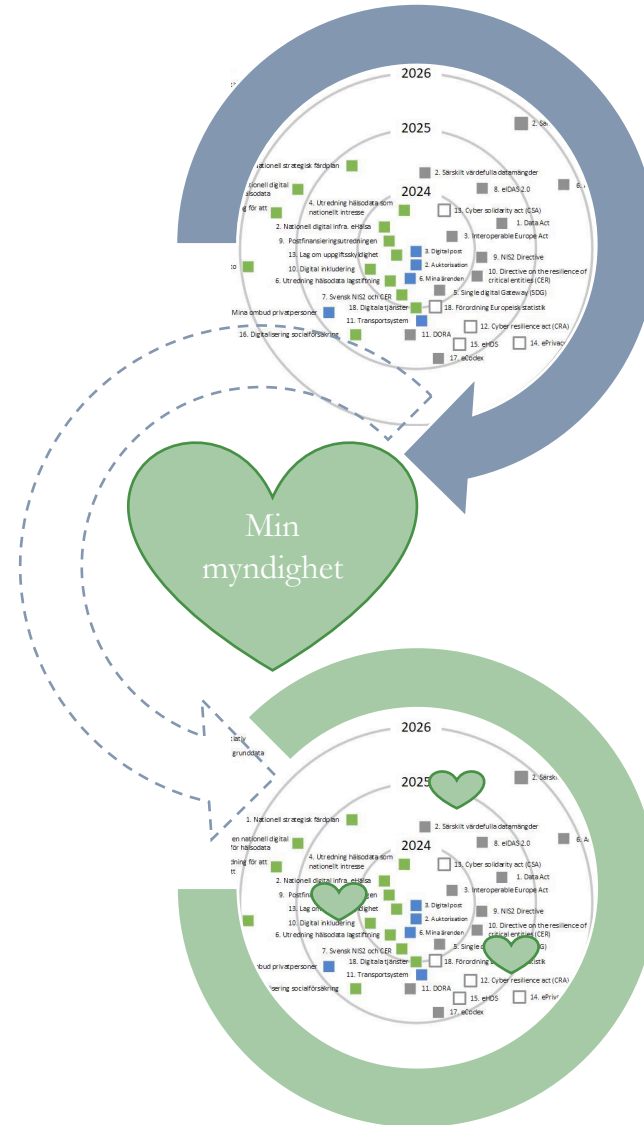 2026
2025
nationell strategisk färdplan
2. Särskilt värdefulla datamängder
8. eIDAS 2.0
2024
4. Utredning hälsodata som
nationellt intresse
13. Cyber solidarity act (CSA)
1. Data Act
2. Nationell digital infra. eHälsa
3. Interoperable Europe Act
9. Postfinansieringsutredningen
13. Lag om uppgiftsskyldighet
3. Digital post
9. NIS2 Directive
10. Digital inkludering
2. Auktorisation
10. Directive on the resilience of
critical entities (CER)
6. Utredning hälsodata lagstiftning
6. Mina ärenden
5. Single digital Gateway (SDG)
7. Svensk NIS2 och CER
18. Digitala tjänster
18. Förordning Europeisk statistik
Mina ombud privatpersoner
11. Transportsystem
12. Cyber resilience act (CRA)
16. Digitalisering socialförsäkring
11. DORA
15. eHDS
14. ePrivac
17. eCodex
Min
myndighet
2026
grunddata
2025
1. Nationell strategisk färdplan
2. Särskilt värdefulla datamängder
8. eIDAS 2.0
en nationell digital
för hälsodata
2024
4. Utredning hälsodata som
nationellt intresse
13. Cyber solidarity act (CSA)
1. Data Act
2. Nationell digital infra. eHälsa
3. Interoperable Europe Act
9.
13. Lag
3. Digital post
9. NIS2 Directive
10. Digital inkludering
2. Auktorisation
10. Directive on the resilience of
critical entities (CER)
6. Utredning hälsodata lagstiftning
6. Mina ärenden
7. Svensk NIS2 och CER
18. Digitala tjänster
18. Förordning
ombud privatpersoner
11. Transportsystem
12. Cyber resilience act (CRA)
sering socialförsäkring
11. DORA
15. eHDS
14. ePriv
17. eCodex